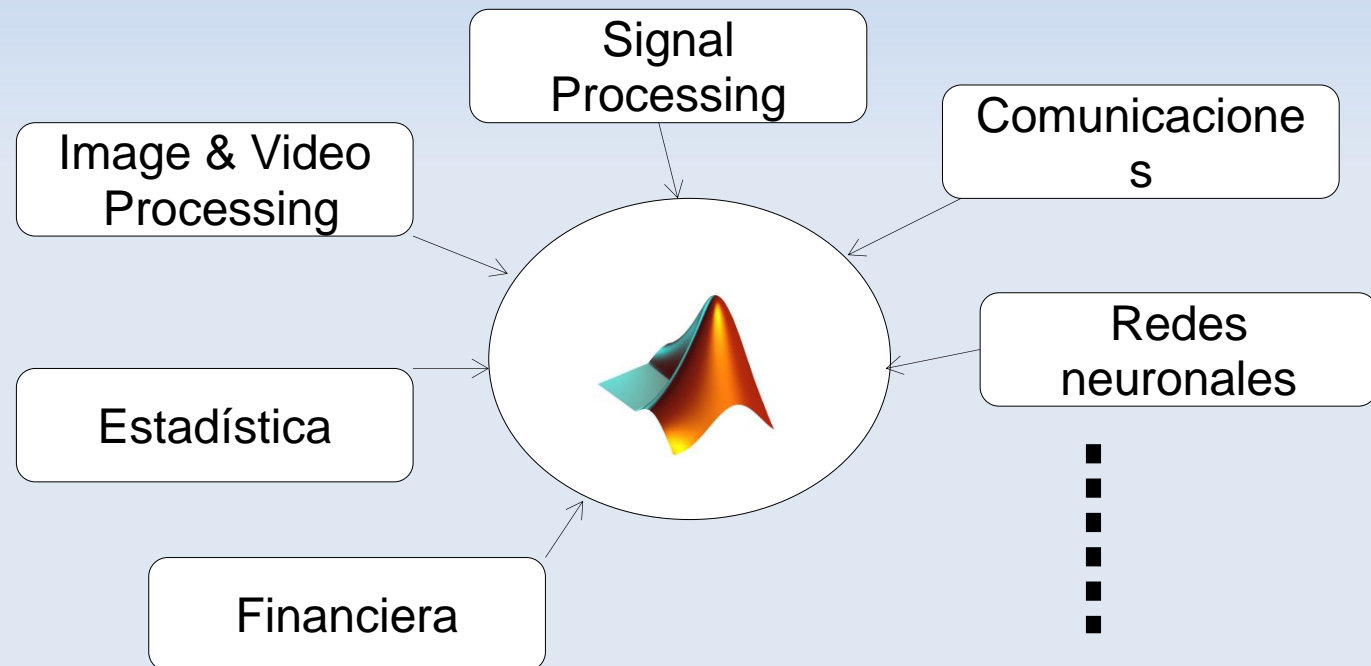 Signal
Processing
Comunicacione
s
Image & Video
Processing
Redes
neuronales
Estadística
Financiera